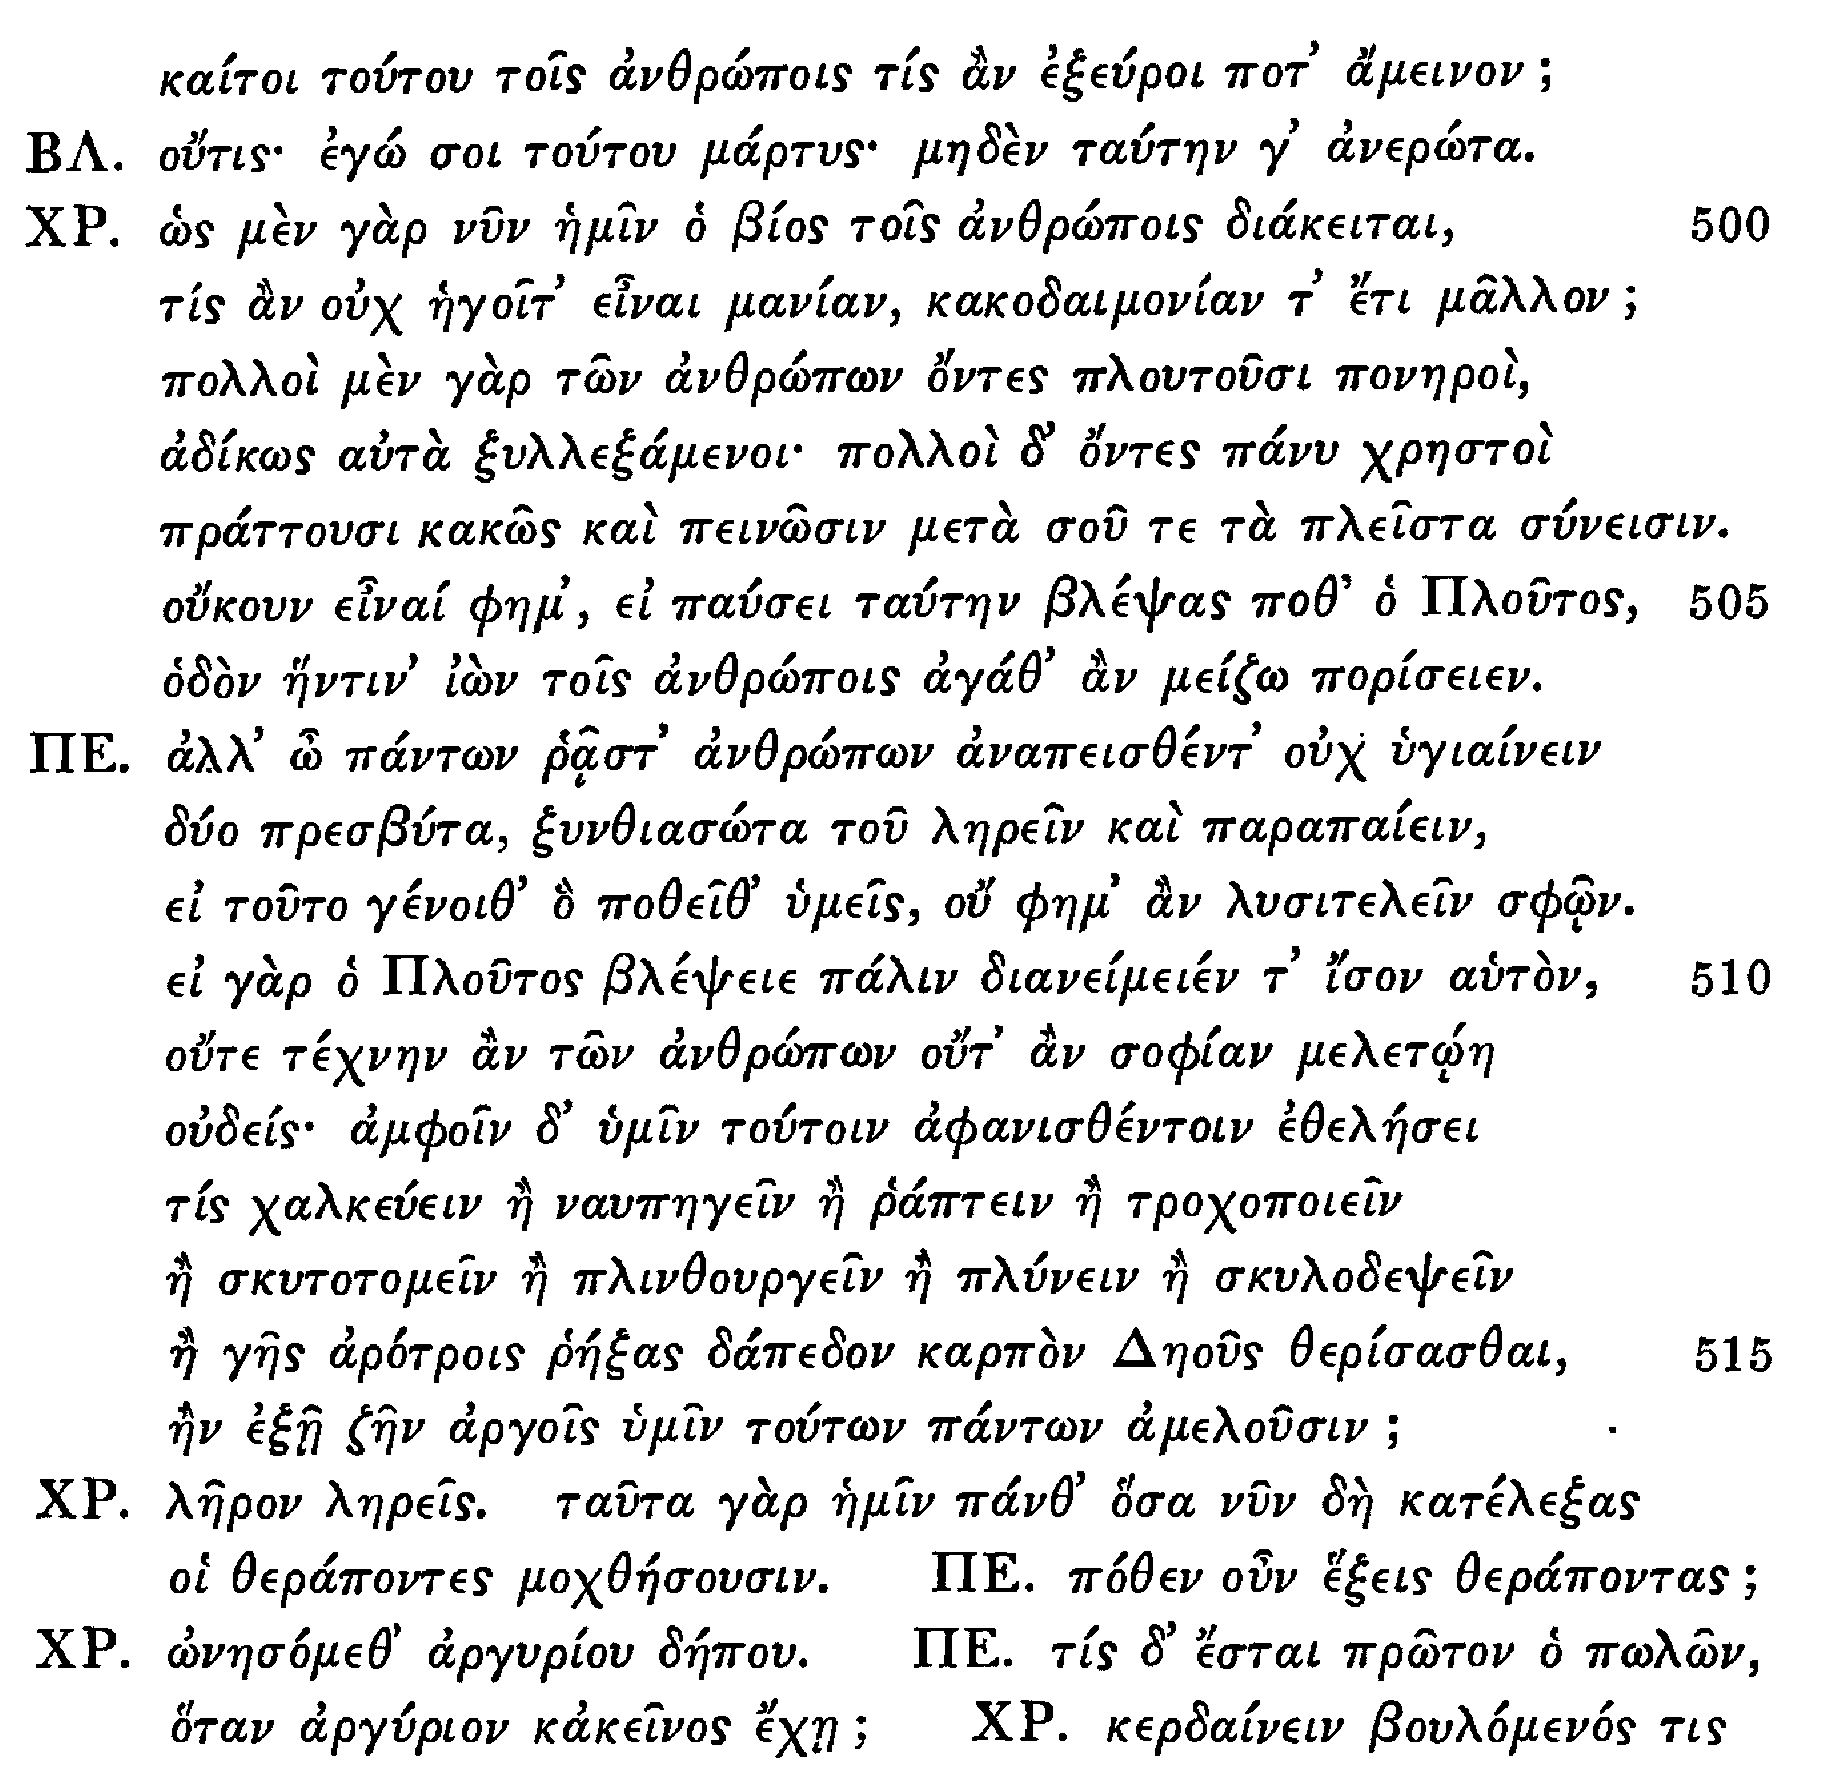 καίτοι τούτου τοῖς ἀνθρώποις τίς ἂν ἐξεύροι ποτ’ ἄμεινον ;
ΒΛ. οὔτις· ἐγώ σοι τούτου μάρτυς· μηδὲν ταύτην γ’ ἀνερώτα.
ΧΡ. ὡς μὲν γὰρ νῦν ἡμῖν ὁ βίος τοῖς ἀνθρώποις διάκειται, 500
τίς ἂν οὐχ ἡγοῖτ’ εἶναι μανίαν, κακοδαιμονίαν τ’ ἔτι μᾶλλον ;
πολλοὶ μὲν γὰρ τῶν ἀνθρώπων ὄντες πλουτοῦσι πονηροὶ,
ἀδίκως αὐτὰ ξυλλεξάμενοι· πολλοὶ δ’ ὄντες πάνυ χρηστοὶ
πράττουσι κακῶς καὶ πεινῶσιν μετὰ σοῦ τε τὰ πλεῖστα σύνεισιν.
οὔκουν εἶναί φημ’, εἰ παύσει ταύτην βλέψας ποθ’ ὁ Πλοῦτος, 505
ὁδὸν ἥντιν’ ἰὼν τοῖς ἀνθρώποις ἀγάθ’ ἂν μείζω πορίσειεν.
ΠΕ. ἀλλ’ ὦ πάντων ῥᾷστ’ ἀνθρώπων ἀναπεισθέντ’ οὐχ ὑγιαίνειν
δύο πρεσβύτα, ξυνθιασώτα τοῦ ληρεῖν καὶ παραπαίειν,
εἰ τοῦτο γένοιθ’ ὃ ποθεῖθ’ ὑμεῖς, οὔ φημ’ ἂν λυσιτελεῖν σφῷν.
εἰ γὰρ ὁ Πλοῦτος βλέψειε πάλιν διανείμειέν τ’ ἴσον αὑτὸν, 510
οὔτε τέχνην ἂν τῶν ἀνθρώπων οὔτ’ ἂν σοφίαν μελετῴη
οὐδείς· ἀμφοῖν δ’ ὑμῖν τούτοιν ἀφανισθέντοιν ἐθελήσει
τίς χαλκεύειν ἢ ναυπηγεῖν ἢ ῥάπτειν ἢ τροχοποιεῖν
ἢ σκυτοτομεῖν ἢ πλινθουργεῖν ἢ πλύνειν ἢ σκυλοδεψεῖν
ἢ γῆς ἀρότροις ῥήξας δάπεδον καρπὸν Δηοῦς θερίσασθαι, 515
ἢν ἐξῇ ζῆν ἀργοῖς ὑμῖν τούτων πάντων ἀμελοῦσιν ;
ΧΡ. λῆρον ληρεῖς. ταῦτα γὰρ ἡμῖν πάνθ’ ὅσα νῦν δὴ κατέλεξας
οἱ θεράποντες μοχθήσουσιν. ΠΕ. πόθεν οὖν ἕξεις θεράποντας ;
ΧΡ. ὠνησόμεθ’ ἀργυρίου δήπου. ΠΕ. τίς δ’ ἔσται πρῶτον ὁ πωλῶν,
ὅταν ἀργύριον κἀκεῖνος ἔχῃ ; ΧΡ. κερδαίνειν βουλόμενός τις